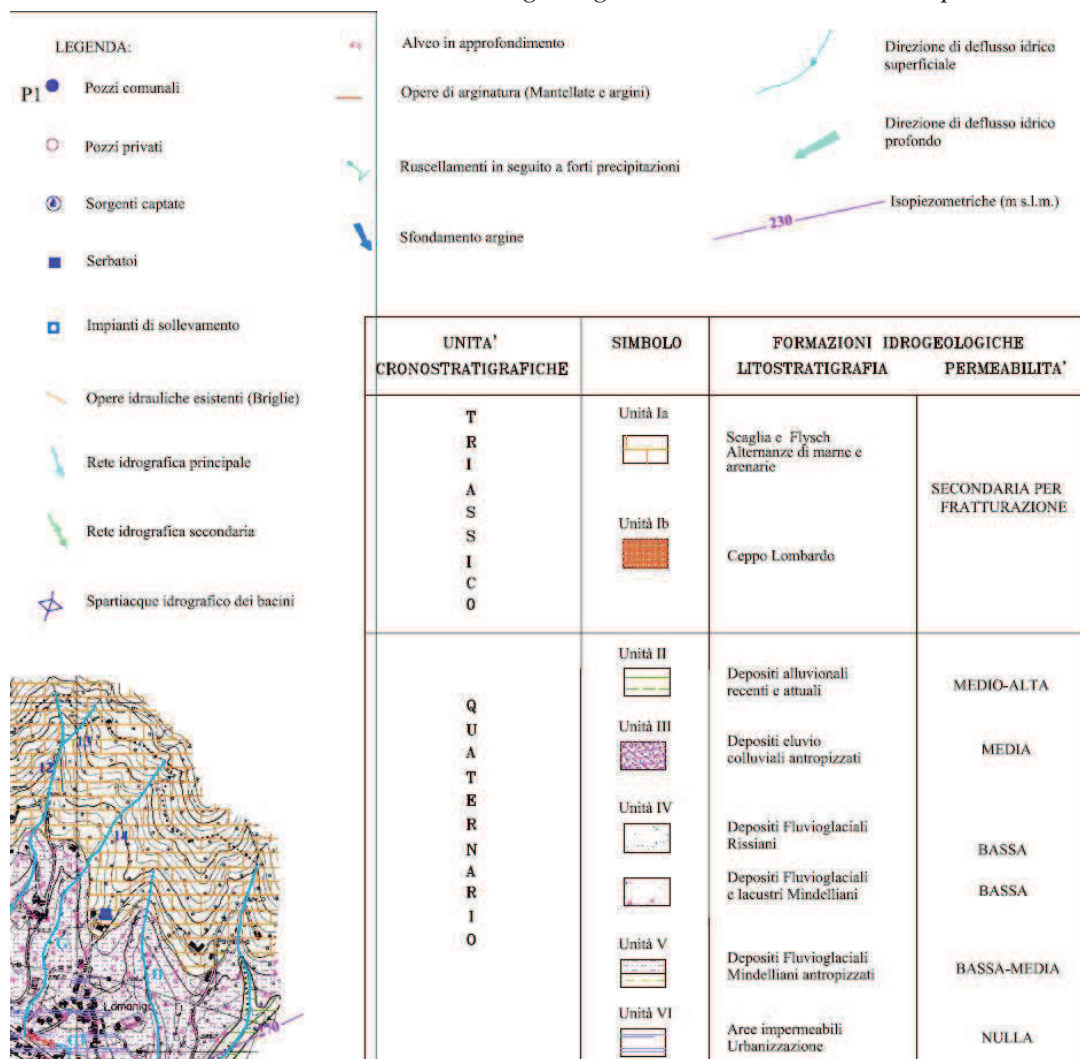 LEGENDA:
P1
Pozzi comunali
Pozzi privati
Sorgenti captate
Serbatoi
Impianti di sollevamento
Opere idrauliche esistenti (Briglie)
Rete idrografica principale
Rete idrografica secondaria
Spartiacque idrografico dei bacini
Alveo in approfondimento
Opere di arginatura (Mantellate e argini)
Ruscellamenti in seguito a forti precipitazioni
Sfondamento argine
Direzione di deflusso idrico
superficiale
Direzione di deflusso idrico
profondo
Isopiezometriche (m s.l.m.)
230
UNITA'
CRONOSTRATIGRAFICHE
SIMBOLO
FORMAZIONI IDROGEOLOGICHE
LITOSTRATIGRAFIA PERMEABILITA'
TRIASSICO
Unità Ia
Scaglia e Flysch
Alternanze di marne e
arenarie
SECONDARIA PER
FRATTURAZIONE
Unità Ib
Ceppo Lombardo
QUATERNARIO
Unità II
Depositi alluvionali
recenti e attuali
MEDIO-ALTA
Unità III
Depositi eluvio
colluviali antropizzati
MEDIA
Unità IV
Depositi Fluvioglaciali
Rissiani
BASSA
Depositi Fluvioglaciali
e lacustri Mindelliani
BASSA
Unità V
Depositi Fluvioglaciali
Mindelliani antropizzati
BASSA-MEDIA
Unità VI
Aree impermeabili
Urbanizzazione
NULLA
13
12
14
G
270